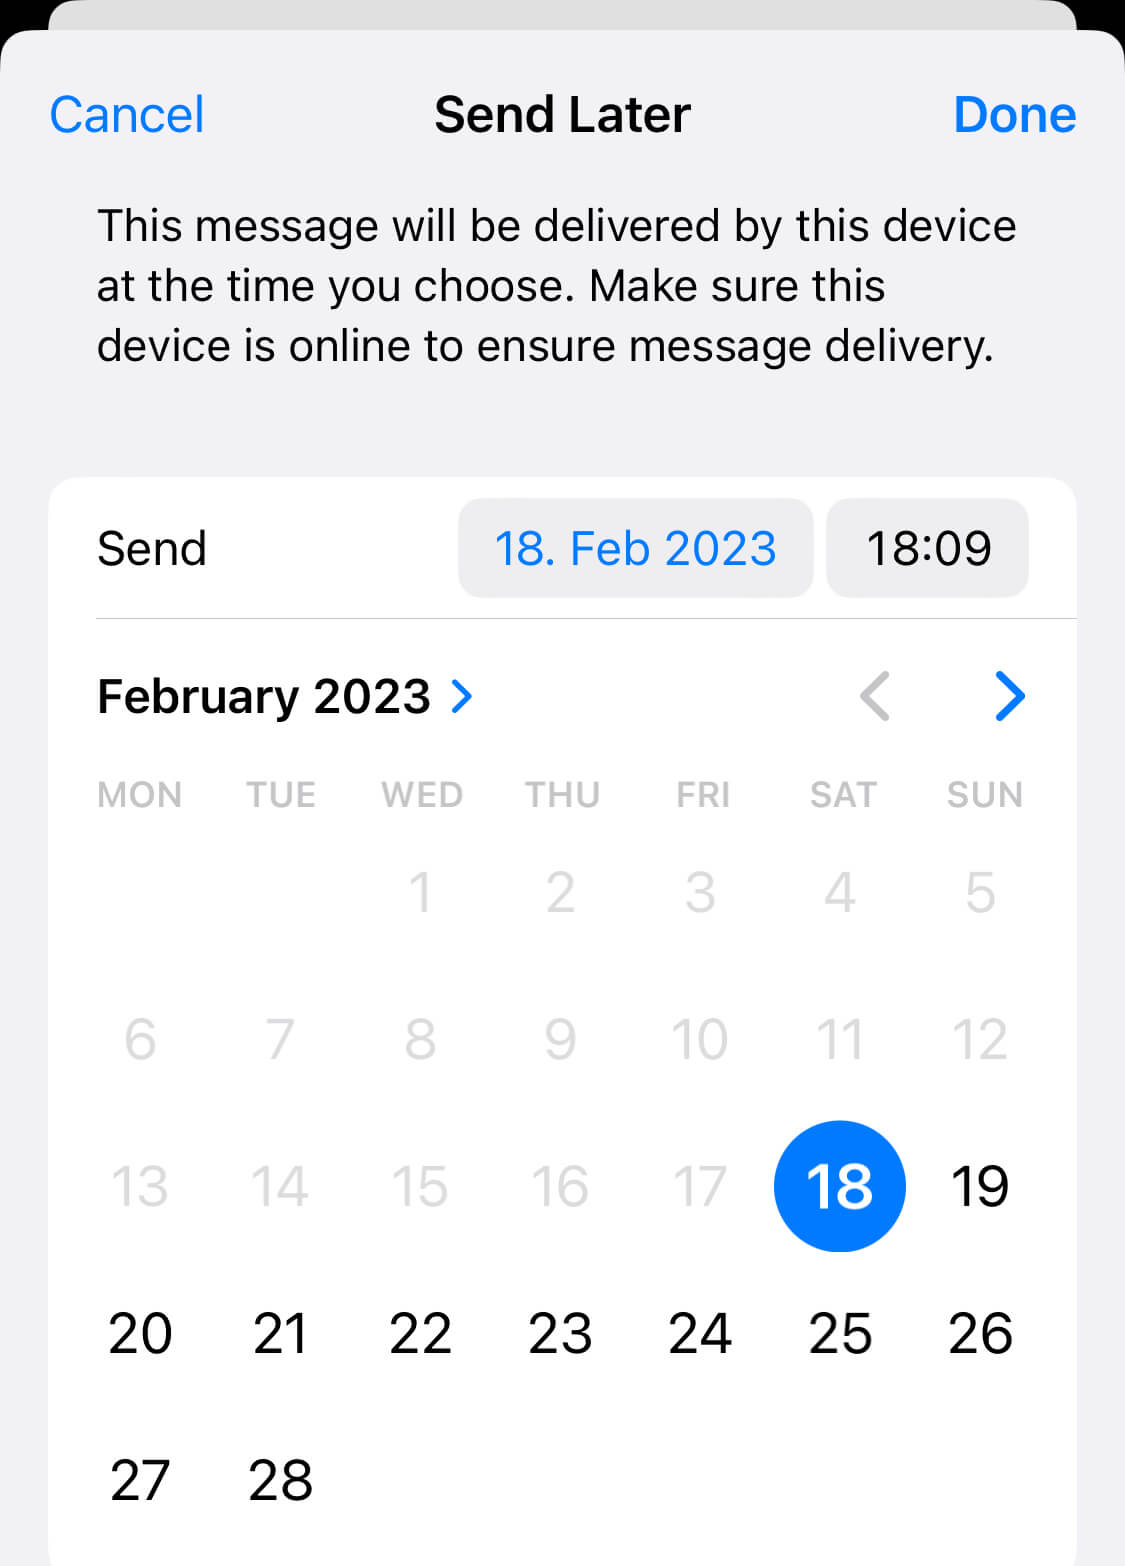 Cancel Send Later Done
This message will be delivered by this device
at the time you choose. Make sure this
device is online to ensure message delivery.
Send 18. Feb 2023 18:09
February 2023
MON TUE WED THU FRI SAT SUN
1 2 3 4 5
6 7 8 9 10 11 12
13 14 15 16 17 18 19
20 21 22 23 24 25 26
27 28